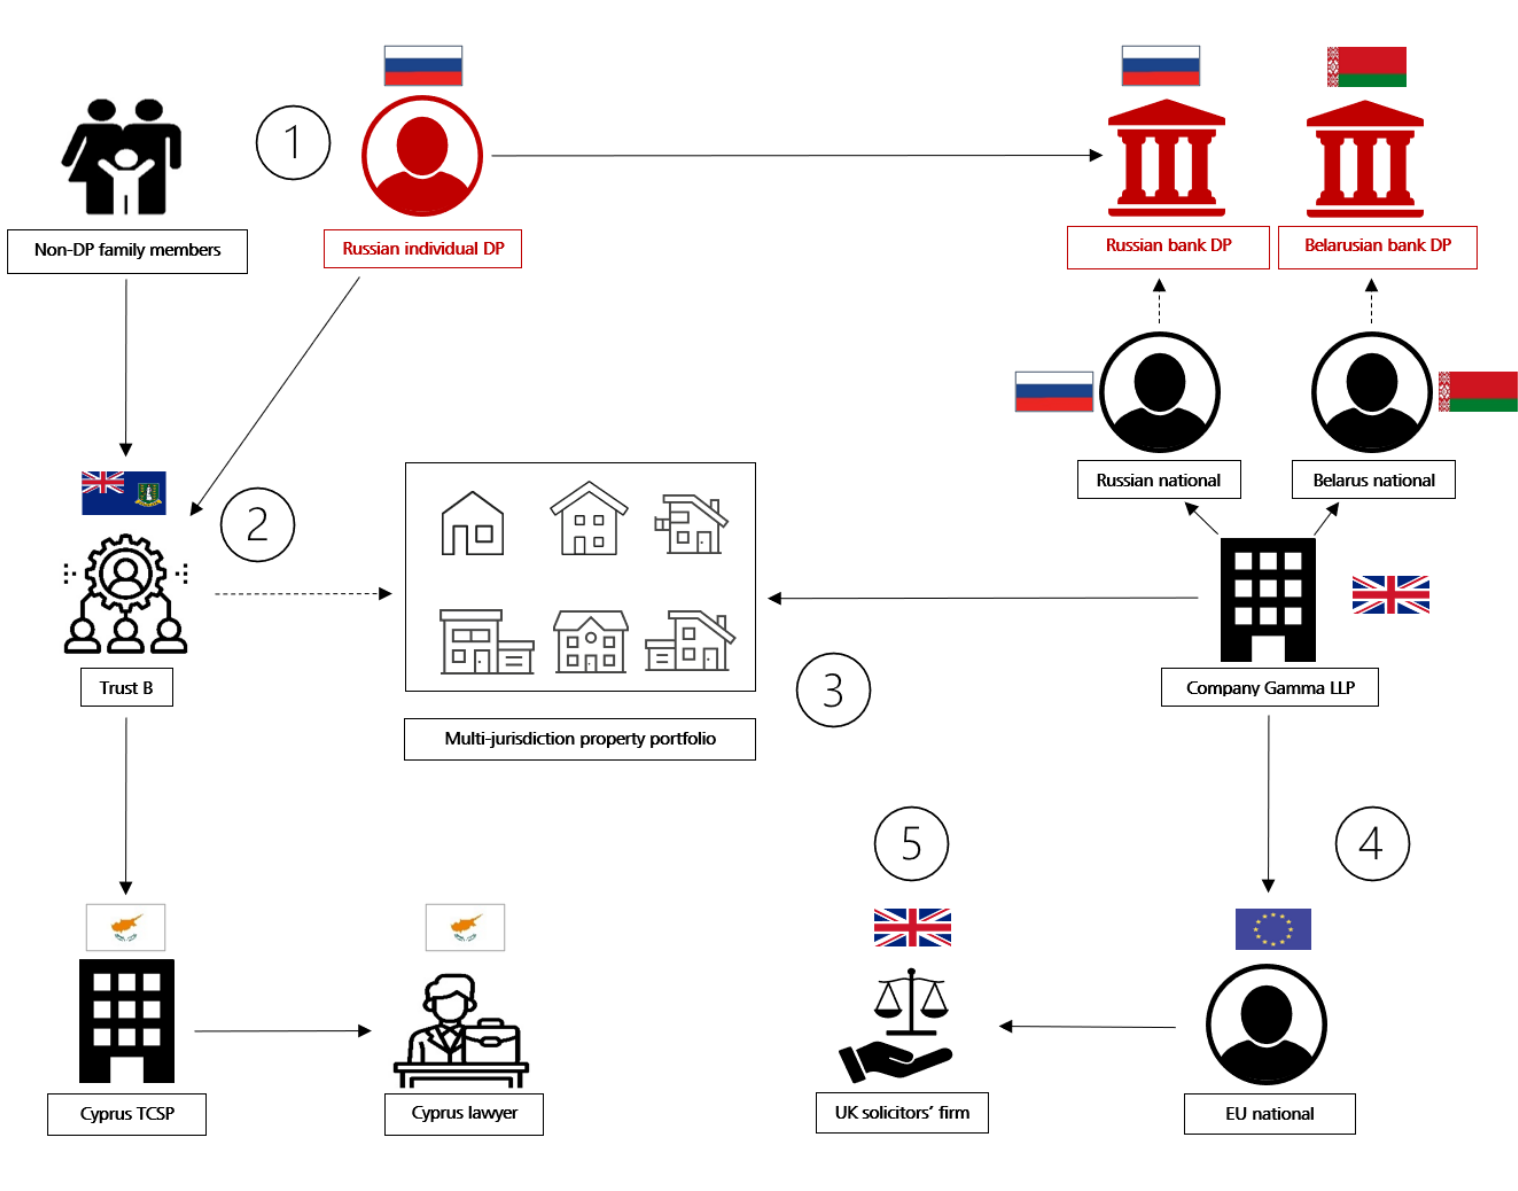 1
Non-DP family members
Russian individual DP
Russian bank DP
Belarusian bank DP
Russian national
Belarus national
2
Trust B
3
Company Gamma LLP
Multi-jurisdiction property portfolio
5
4
Cyprus TCSP
Cyprus lawyer
UK solicitors’ firm
EU national